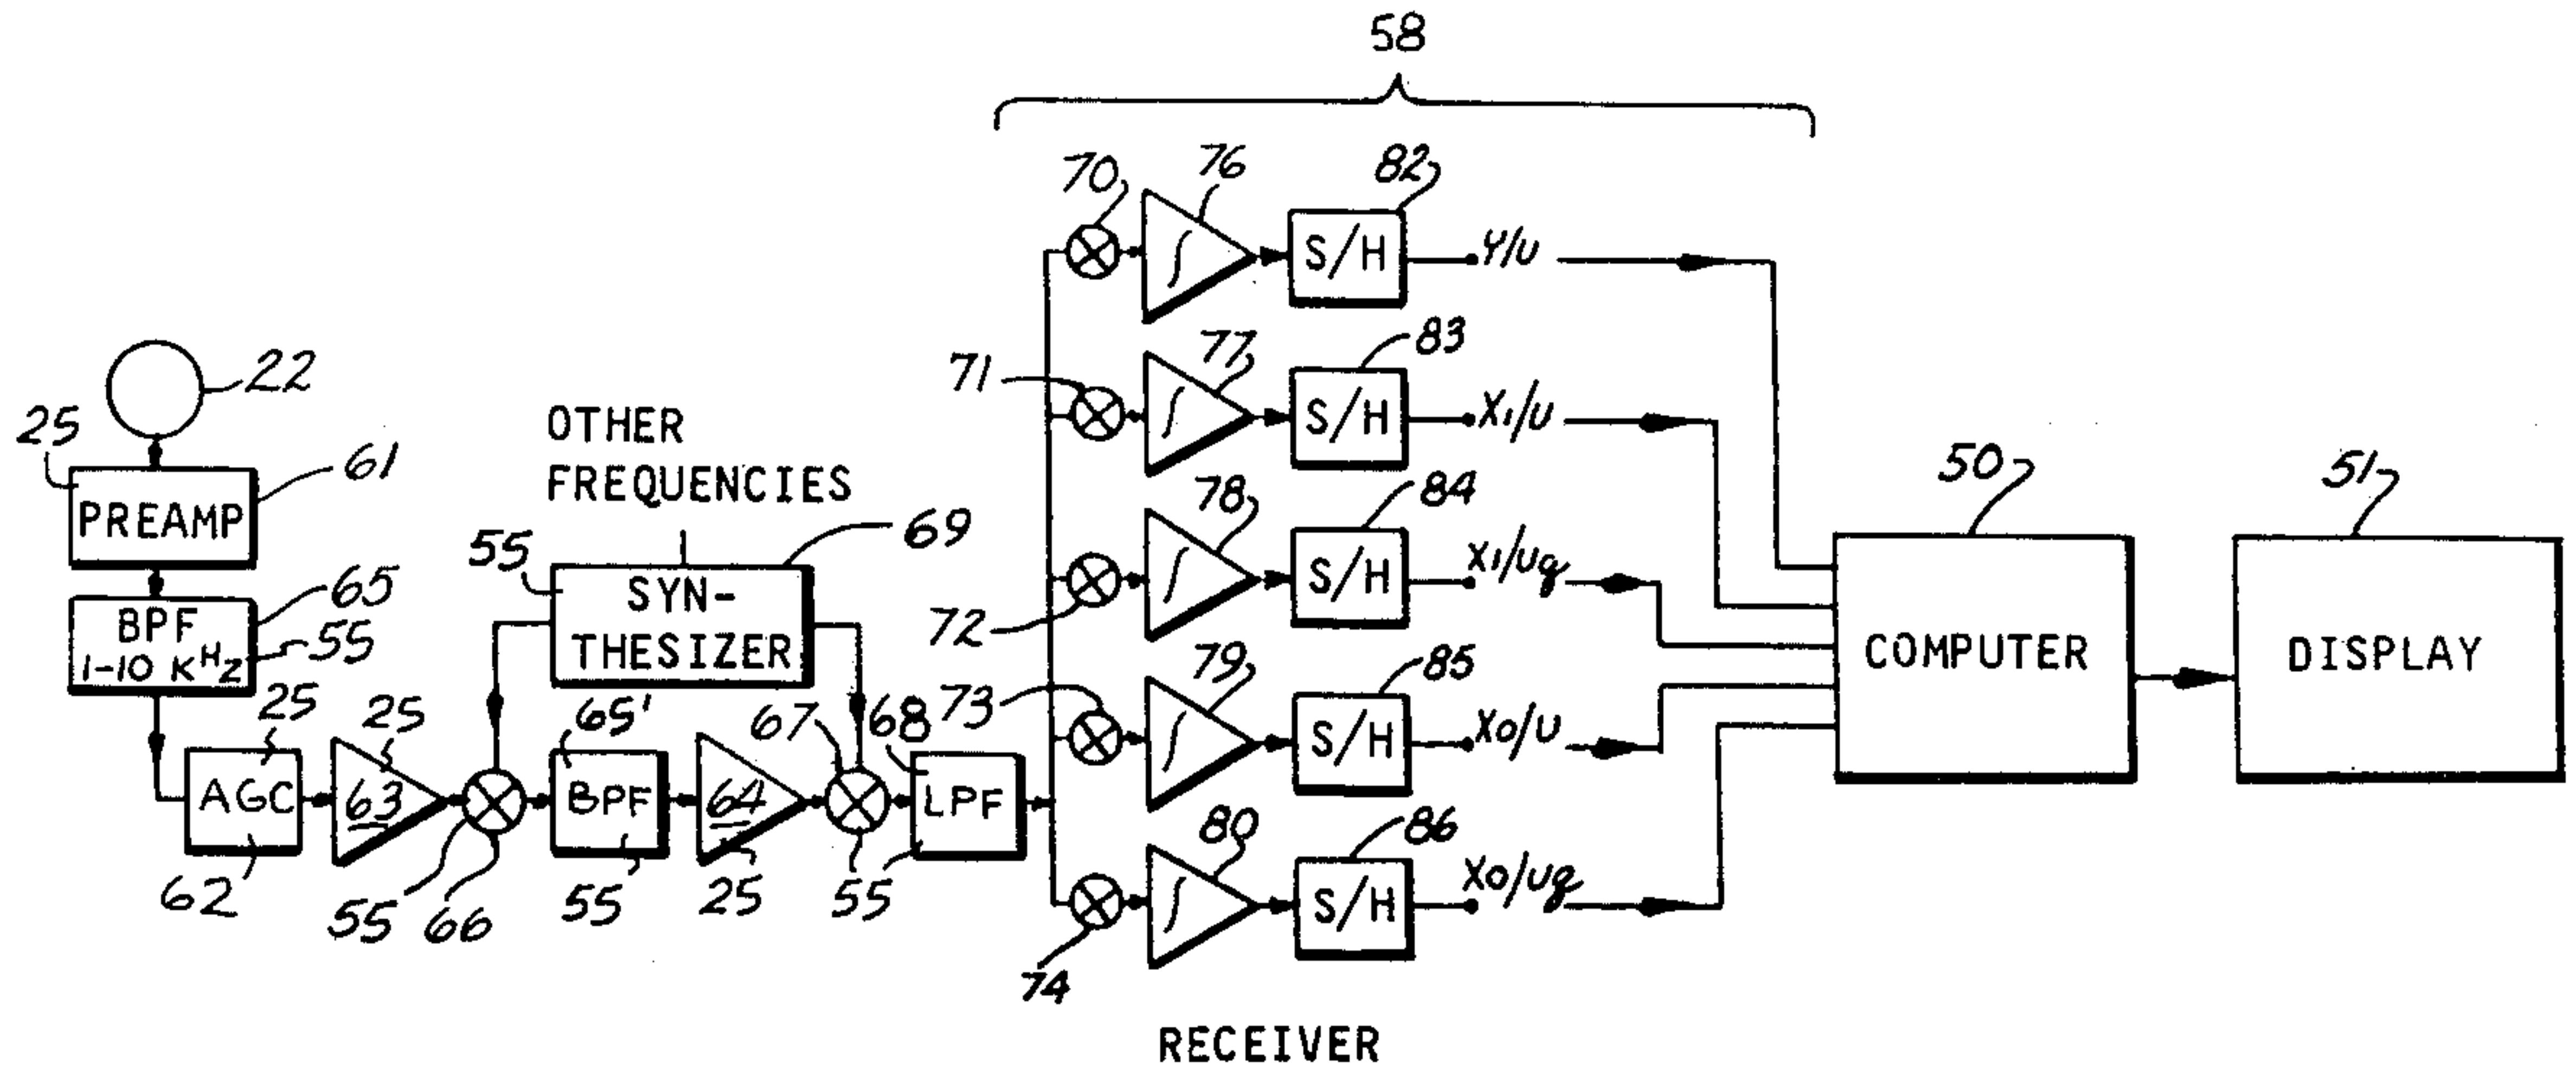 58
70
76
82
S/H
Y/U
71
77
83
S/H
X1/U
22
25
61
PREAMP
OTHER
FREQUENCIES
72
78
84
S/H
X1/Uq
50
COMPUTER
51
DISPLAY
65
BPF
1-10 KHz
55
55
69
SYN-
THESIZER
73
79
85
S/H
X0/U
25
AGC
62
25
63
55
66
65'
BPF
55
64
25
67
55
68
LPF
74
80
86
S/H
X0/Uq
RECEIVER